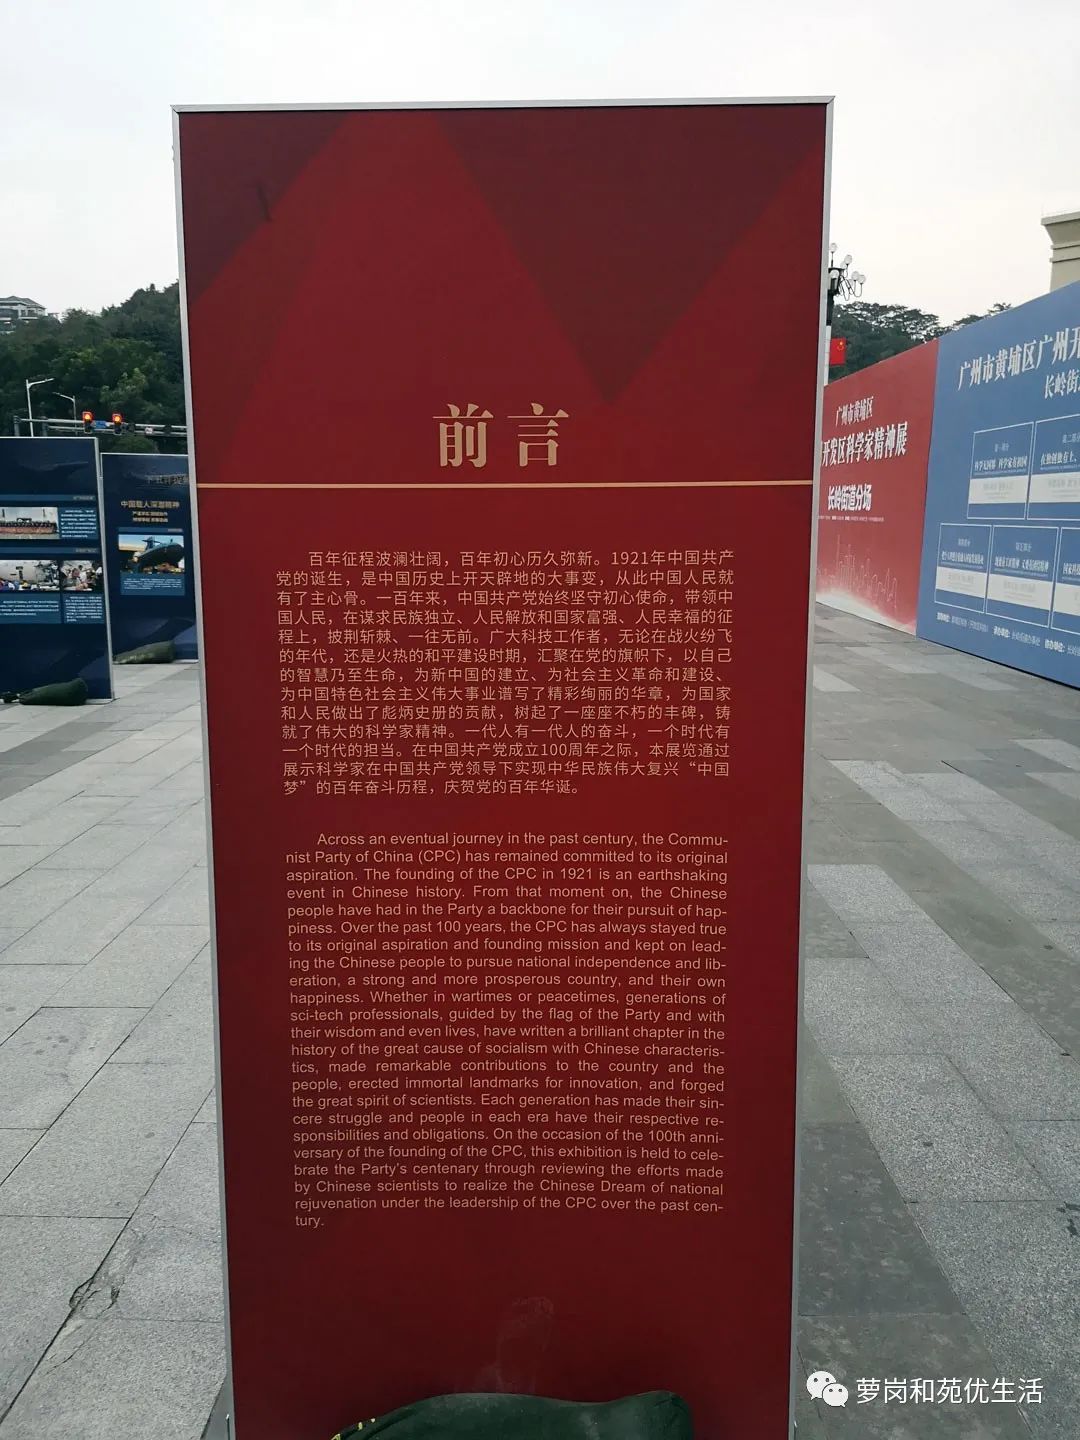 前言
百年征程波澜壮阔，百年初心历久弥新。1921年中国共产
党的诞生，是中国历史上开天辟地的大事变，从此中国人民就
有了主心骨。一百年来，中国共产党始终坚守初心使命，带领中
国人民，在谋求民族独立、人民解放和国家富强、人民幸福的征
程上，披荆斩棘、一往无前。广大科技工作者，无论在战火纷飞
的年代，还是火热的和平建设时期，汇聚在党的旗帜下，以自己
的智慧乃至生命，为新中国的建立、为社会主义革命和建设、
为中国特色社会主义伟大事业谱写了精彩绚丽的华章，为国家
和人民做出了彪炳史册的贡献，树起了一座座不朽的丰碑，铸
就了伟大的科学家精神。一代人有一代人的奋斗，一个时代有
一个时代的担当。在中国共产党成立100周年之际，本展览通过
展示科学家在中国共产党领导下实现中华民族伟大复兴“中国
梦”的百年奋斗历程，庆贺党的百年华诞。
Across an eventual journey in the past century, the Commu-
nist Party of China (CPC) has remained committed to its original
aspiration. The founding of the CPC in 1921 is an earthshaking
event in Chinese history. From that moment on, the Chinese
people have had in the Party a backbone for their pursuit of hap-
piness. Over the past 100 years, the CPC has always stayed true
to its original aspiration and founding mission and kept on lead-
ing the Chinese people to pursue national independence and lib-
eration, a strong and more prosperous country, and their own
happiness. Whether in wartimes or peacetimes, generations of
sci-tech professionals, guided by the flag of the Party and with
their wisdom and even lives, have written a brilliant chapter in the
history of the great cause of socialism with Chinese characteris-
tics, made remarkable contributions to the country and the
people, erected immortal landmarks for innovation, and forged
the great spirit of scientists. Each generation has made their sin-
cere struggle and people in each era have their respective re-
sponsibilities and obligations. On the occasion of the 100th anni-
versary of the founding of the CPC, this exhibition is held to cele-
brate the Party's centenary through reviewing the efforts made
by Chinese scientists to realize the Chinese Dream of national
rejuvenation under the leadership of the CPC over the past cen-
tury.
中国载人深潜精神
广州市黄埔区
开发区科学家精神展
长岭街道分场
广州市黄埔区广州开
长岭街
萝岗和苑优生活